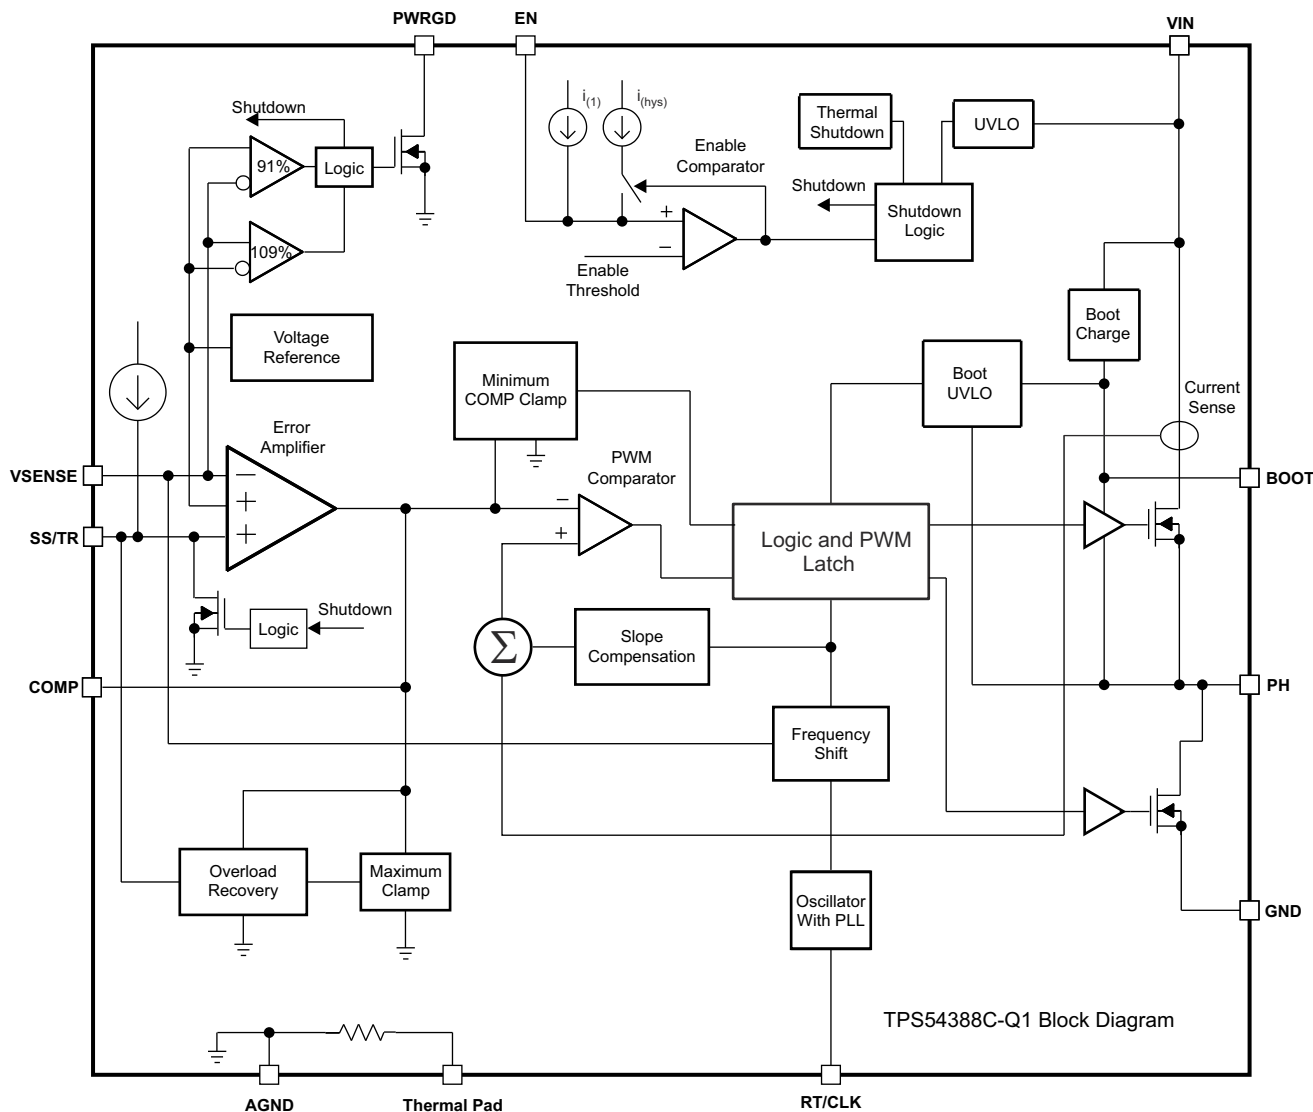 PWRGD
EN
VIN
i(1)
i(hys)
Shutdown
Thermal
Shutdown
UVLO
91%
Logic
Enable
Comparator
Shutdown
Shutdown
Logic
+
−
109%
Enable
Threshold
Voltage
Reference
Boot
Charge
Minimum
COMP Clamp
Boot
UVLO
Current
Sense
Error
Amplifier
PWM
Comparator
VSENSE
−
+
+
−
+
BOOT
SS/TR
Logic and PWM
Latch
Shutdown
Logic
Σ
Slope
Compensation
COMP
PH
Frequency
Shift
Overload
Recovery
Maximum
Clamp
Oscillator
With PLL
GND
TPS54388C-Q1 Block Diagram
AGND
Thermal Pad
RT/CLK